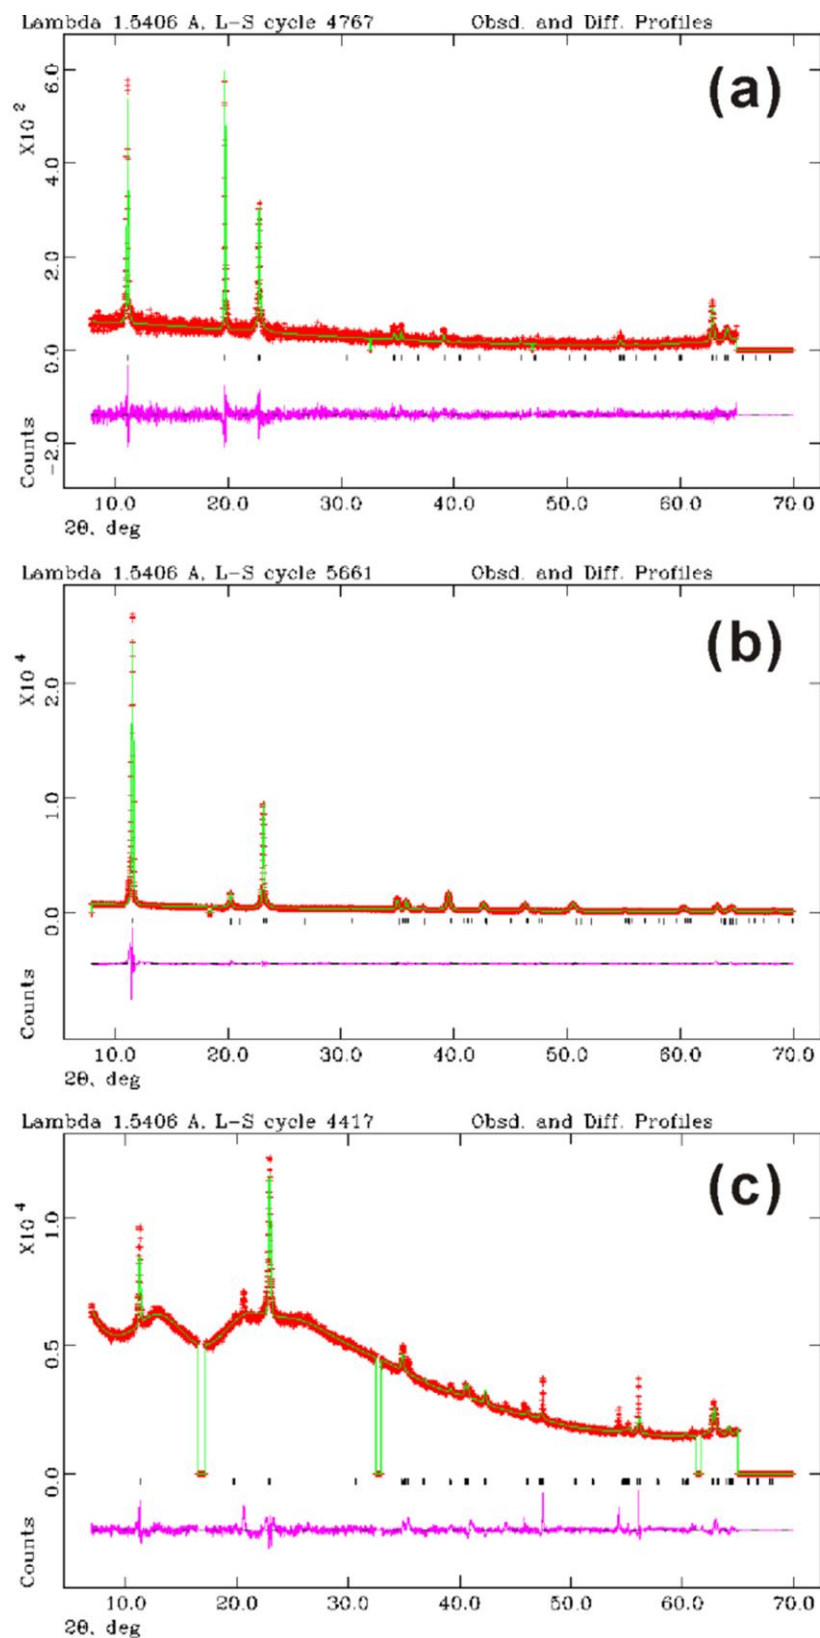 Lambda 1.5406 A, L-S cycle 4767 Obsd. and Diff. Profiles
(a)
X10 2
6.0
4.0
2.0
0.0
-2.0
Counts
10.0 20.0 30.0 40.0 50.0 60.0 70.0
2θ, deg
Lambda 1.5406 A, L-S cycle 5661 Obsd. and Diff. Profiles
(b)
X10 4
2.0
1.0
0.0
Counts
10.0 20.0 30.0 40.0 50.0 60.0 70.0
2θ, deg
Lambda 1.5406 A, L-S cycle 4417 Obsd. and Diff. Profiles
(c)
X10 4
1.0
0.5
0.0
Counts
10.0 20.0 30.0 40.0 50.0 60.0 70.0
2θ, deg